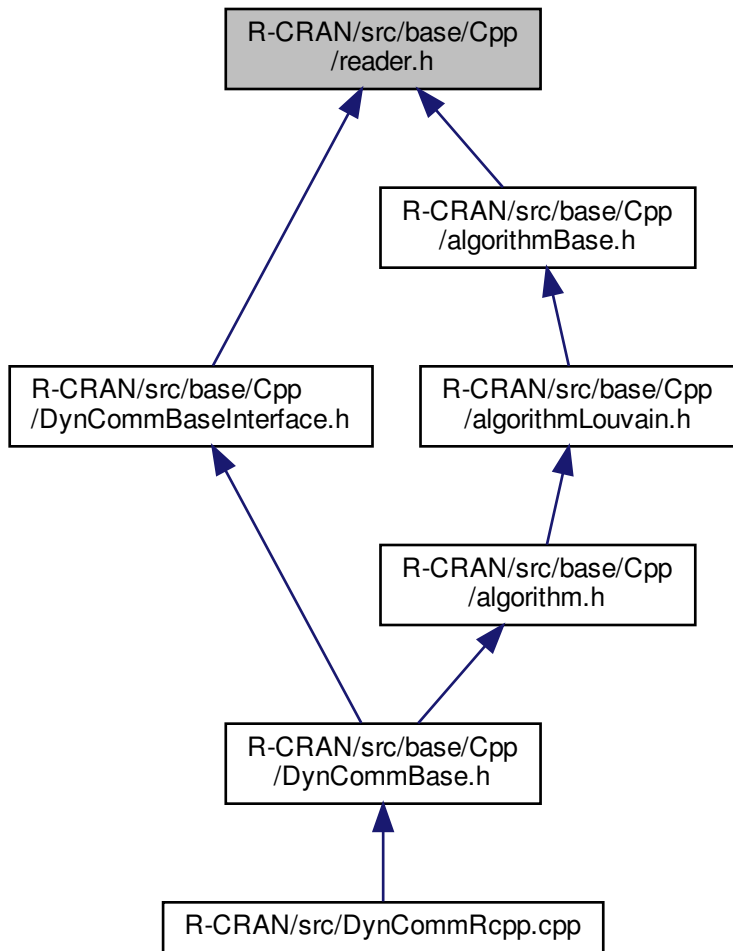 R-CRAN/src/base/Cpp
/reader.h
R-CRAN/src/base/Cpp
/algorithmBase.h
R-CRAN/src/base/Cpp
/DynCommBaseInterface.h
R-CRAN/src/base/Cpp
/algorithmLouvain.h
R-CRAN/src/base/Cpp
/algorithm.h
R-CRAN/src/base/Cpp
/DynCommBase.h
R-CRAN/src/DynCommRcpp.cpp